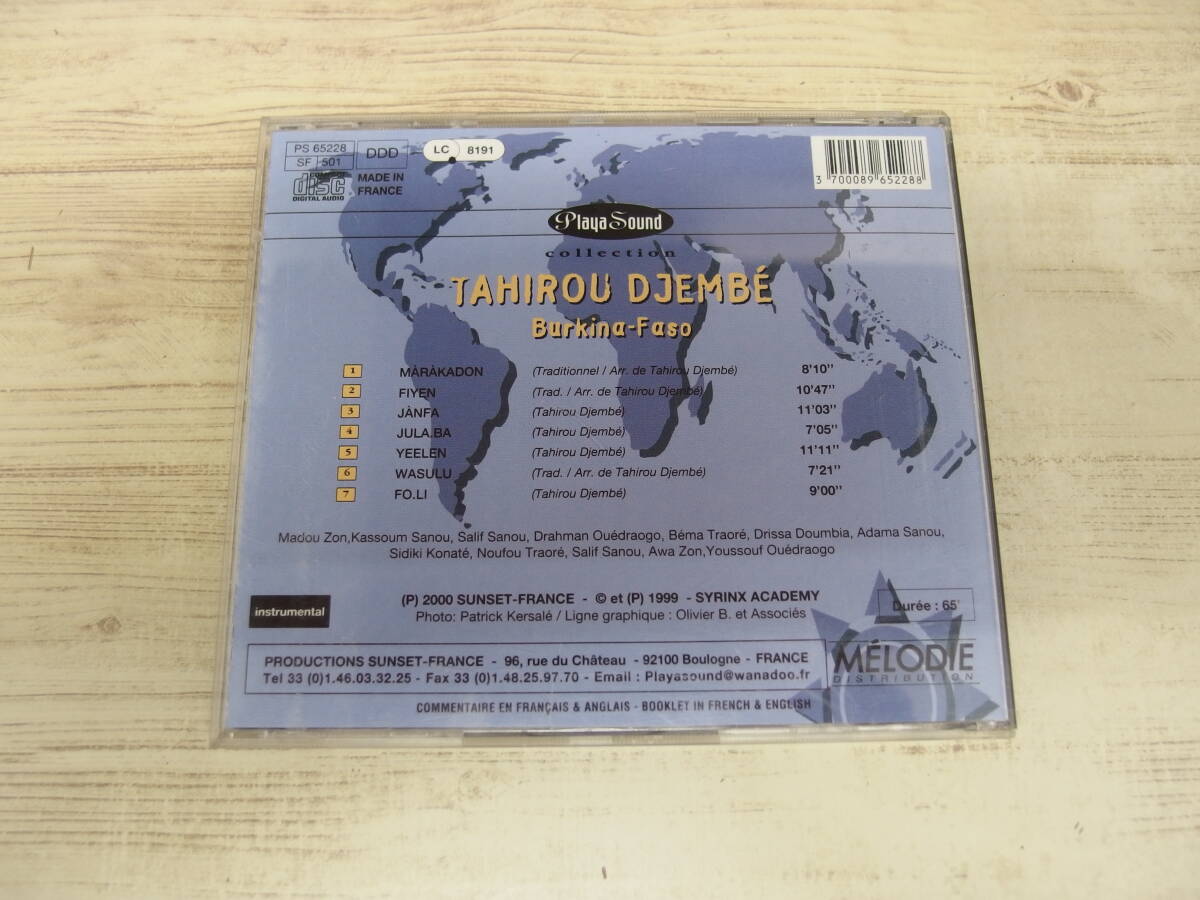 PS 65228
SF 501
DDD
LC 8191
disc
DIGITAL AUDIO
MADE IN
FRANCE
3 700089 652288
Playa Sound
collection
TAHIROU DJEMBÉ
Burkina-Faso
1 MÀRÀKADON (Traditionnel / Arr. de Tahirou Djembé) 8'10''
2 FIYEN (Trad. / Arr. de Tahirou Djembé) 10'47''
3 JÀNFA (Tahirou Djembé) 11'03''
4 JULA.BA (Tahirou Djembé) 7'05''
5 YEELEN (Tahirou Djembé) 11'11''
6 WASULU (Trad. / Arr. de Tahirou Djembé) 7'21''
7 FO.LI (Tahirou Djembé) 9'00''
Madou Zon,Kassoum Sanou, Salif Sanou, Drahman Ouédraogo, Béma Traoré, Drissa Doumbia, Adama Sanou,
Sidiki Konaté, Noufou Traoré, Salif Sanou, Awa Zon,Youssouf Ouédraogo
instrumental
(P) 2000 SUNSET-FRANCE - © et (P) 1999 - SYRINX ACADEMY
Photo: Patrick Kersalé / Ligne graphique : Olivier B. et Associés
Durée : 65'
PRODUCTIONS SUNSET-FRANCE - 96, rue du Château - 92100 Boulogne - FRANCE
Tel 33 (0)1.46.03.32.25 - Fax 33 (0)1.48.25.97.70 - Email : Playasound@wanadoo.fr
MÉLODIE
DISTRIBUTION
COMMENTAIRE EN FRANÇAIS & ANGLAIS - BOOKLET IN FRENCH & ENGLISH